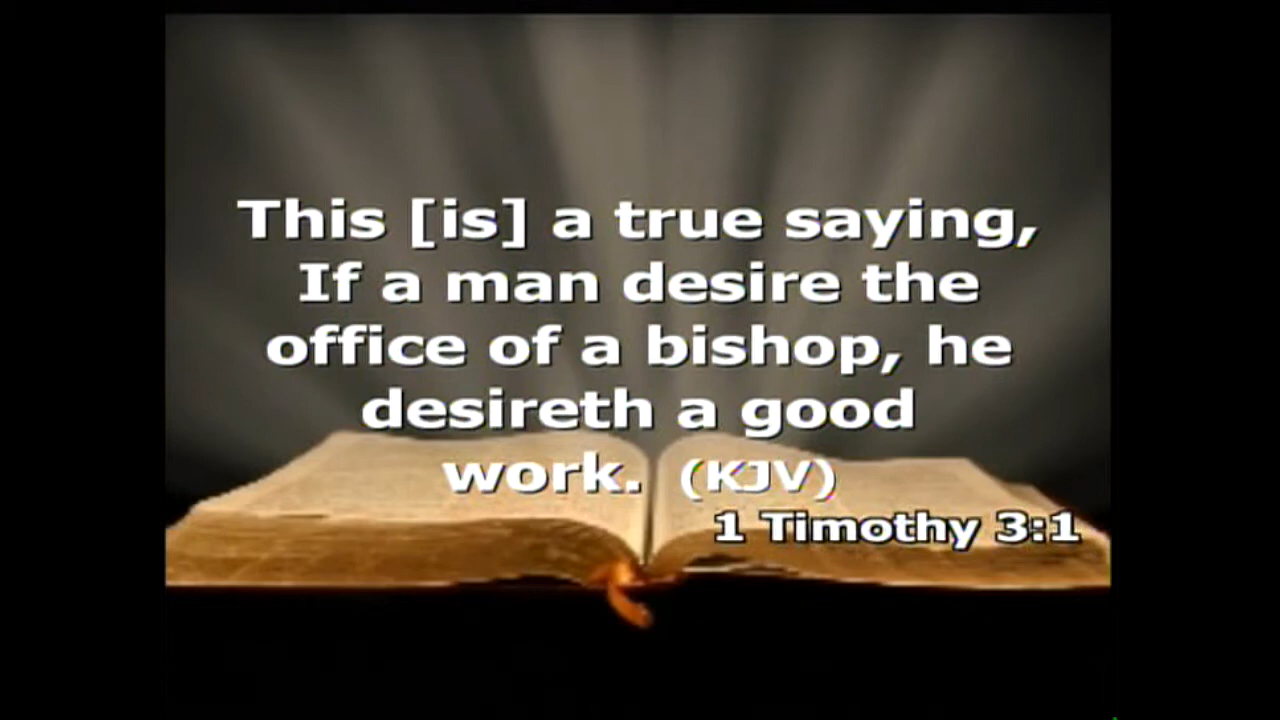 This [is] a true saying,
If a man desire the
office of a bishop, he
desireth a good
work. (KJV)
1 Timothy 3:1